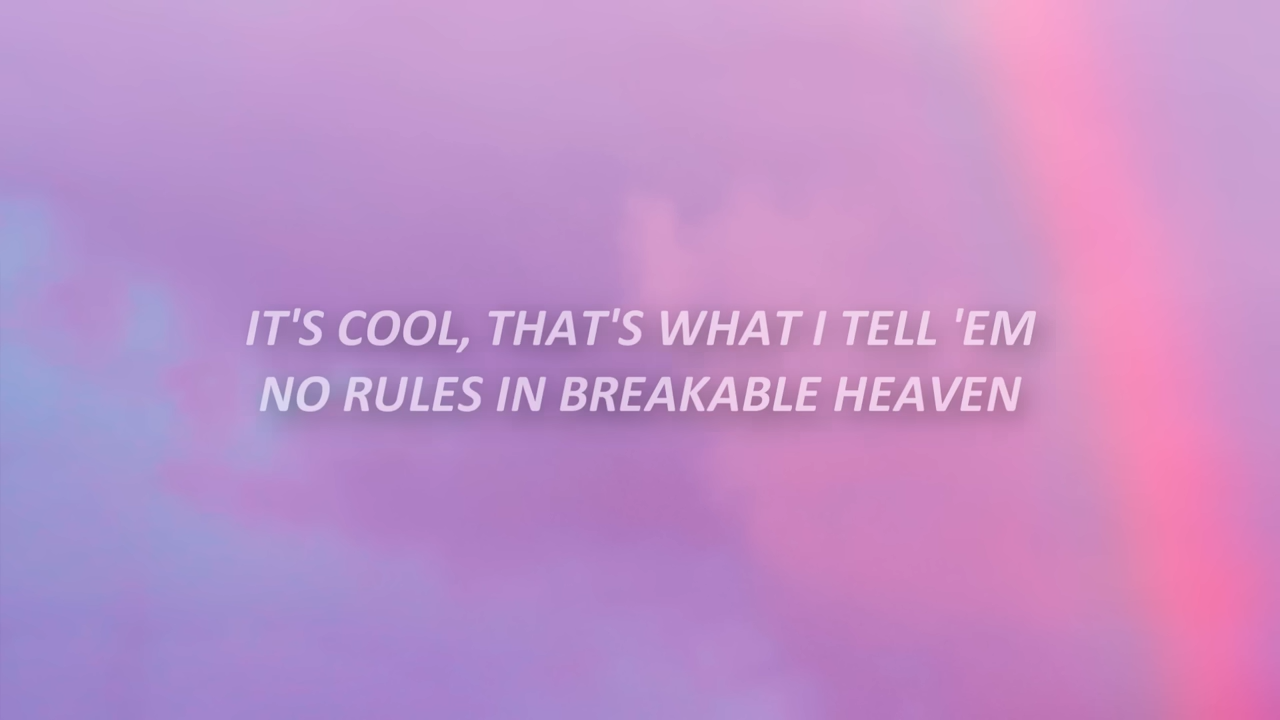 IT'S COOL, THAT'S WHAT I TELL 'EM
NO RULES IN BREAKABLE HEAVEN